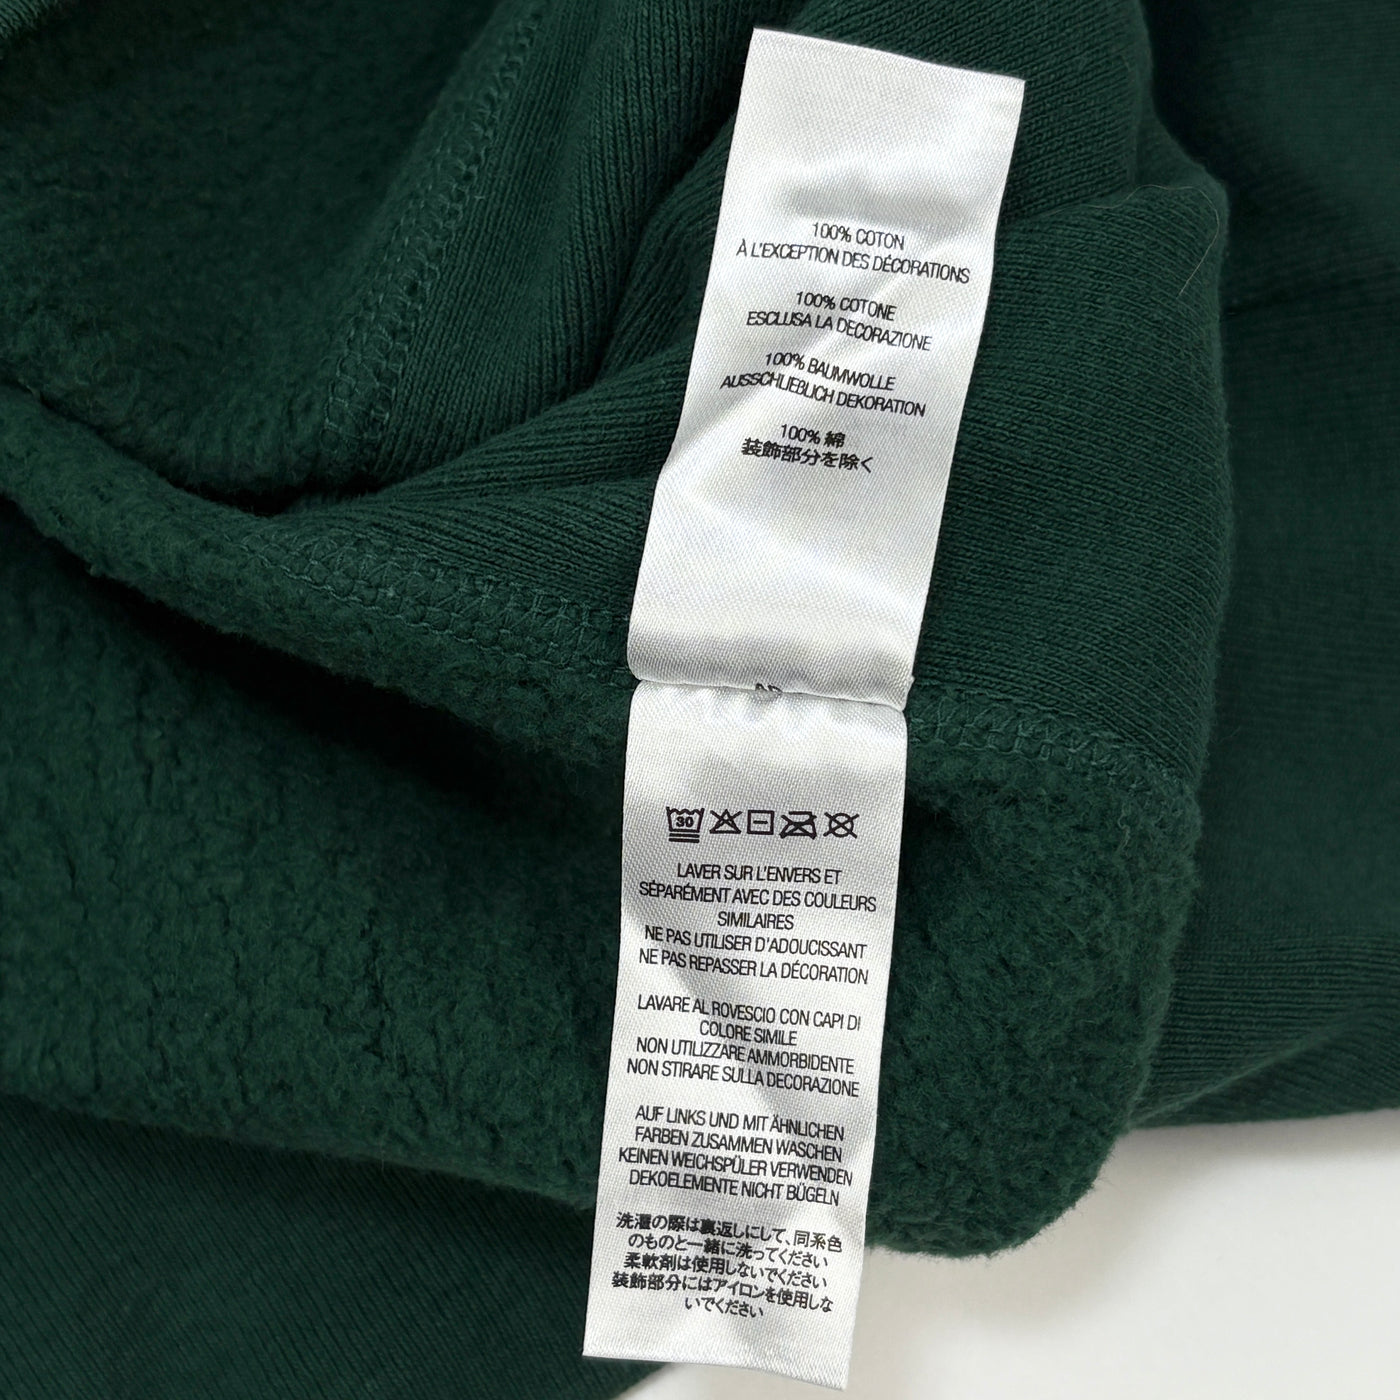 100% COTON
À L'EXCEPTION DES DÉCORATIONS
100% COTONE
ESCLUSA LA DECORAZIONE
100% BAUMWOLLE
AUSSCHLIEßLICH DEKORATION
100% 綿
装飾部分を除く
30
LAVER SUR L'ENVERS ET
SÉPARÉMENT AVEC DES COULEURS
SIMILAIRES
NE PAS UTILISER D'ADOUCISSANT
NE PAS REPASSER LA DÉCORATION
LAVARE AL ROVESCIO CON CAPI DI
COLORE SIMILE
NON UTILIZZARE AMMORBIDENTE
NON STIRARE SULLA DECORAZIONE
AUF LINKS UND MIT ÄHNLICHEN
FARBEN ZUSAMMEN WASCHEN
KEINEN WEICHSPÜLER VERWENDEN
DEKOELEMENTE NICHT BÜGELN
洗濯の際は裏返しにして、同系色
のものと一緒に洗ってください
柔軟剤は使用しないでください
装飾部分にはアイロンを使用しな
いでください